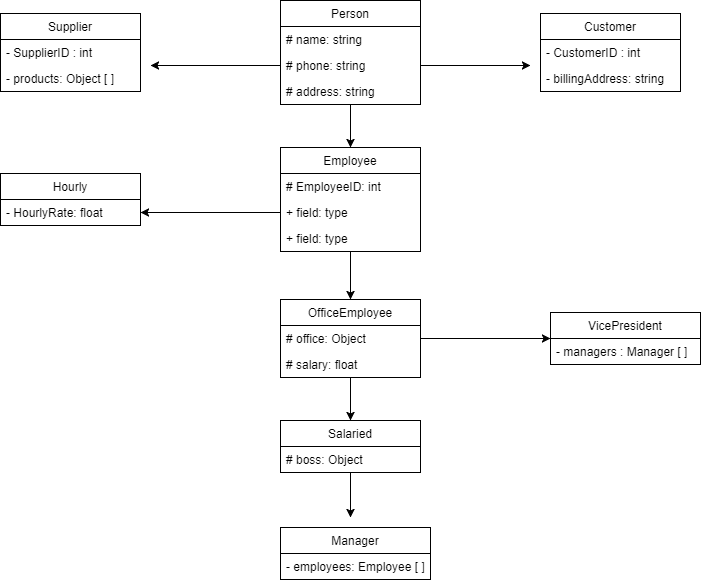 Supplier
- SupplierID : int
- products: Object [ ]
Person
# name: string
# phone: string
# address: string
Customer
- CustomerID : int
- billingAddress: string
Employee
# EmployeeID: int
+ field: type
+ field: type
Hourly
- HourlyRate: float
OfficeEmployee
# office: Object
# salary: float
VicePresident
- managers : Manager [ ]
Salaried
# boss: Object
Manager
- employees: Employee [ ]